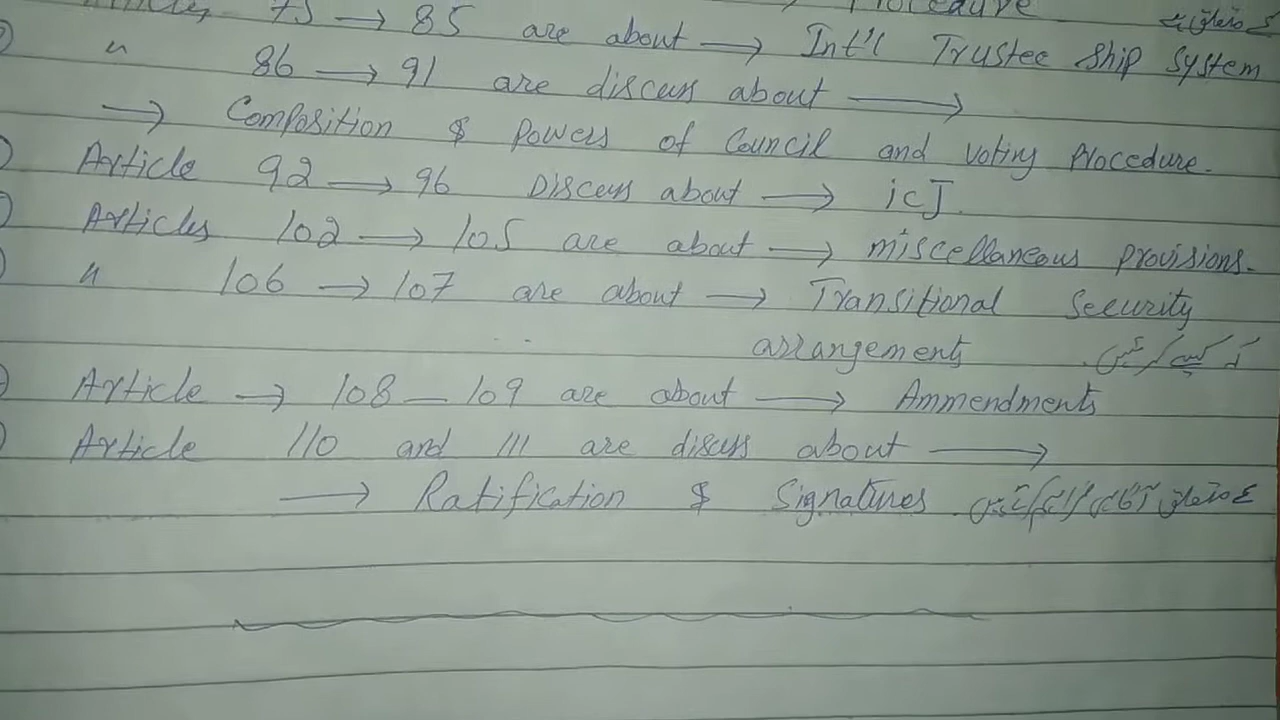 Articles 75 → 85 are about → Int'l Trustee Ship System
" 86 → 91 are discuss about →
→ Composition & Powers of Council and voting Procedure.
Article 92 → 96 Discuss about → icJ.
Articles 102 → 105 are about → miscellaneous provisions.
" 106 → 107 are about → Transitional Security
arrangements
Article → 108 — 109 are about → Ammendments
Article 110 and 111 are discuss about →
→ Ratification & Signatures